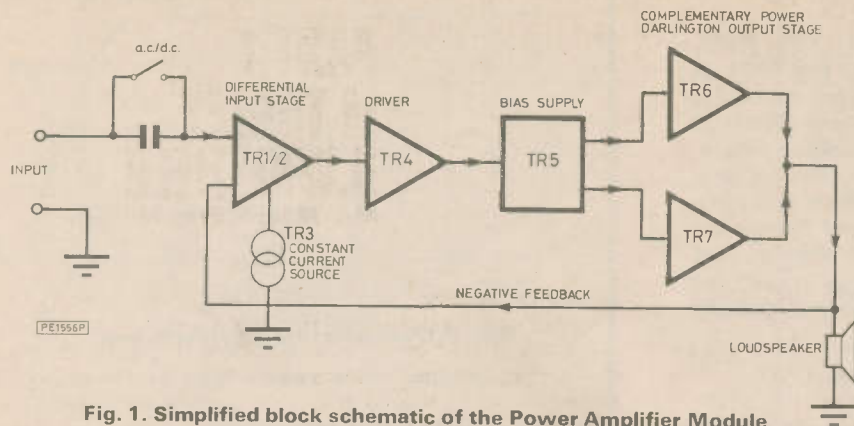 COMPLEMENTARY POWER
DARLINGTON OUTPUT STAGE
a.c./d.c.
DIFFERENTIAL
INPUT STAGE
DRIVER
BIAS SUPPLY
TR6
INPUT
TR1/2
TR4
TR5
TR3
CONSTANT
CURRENT
SOURCE
TR7
NEGATIVE FEEDBACK
PE1556P
LOUDSPEAKER
Fig. 1. Simplified block schematic of the Power Amplifier Module